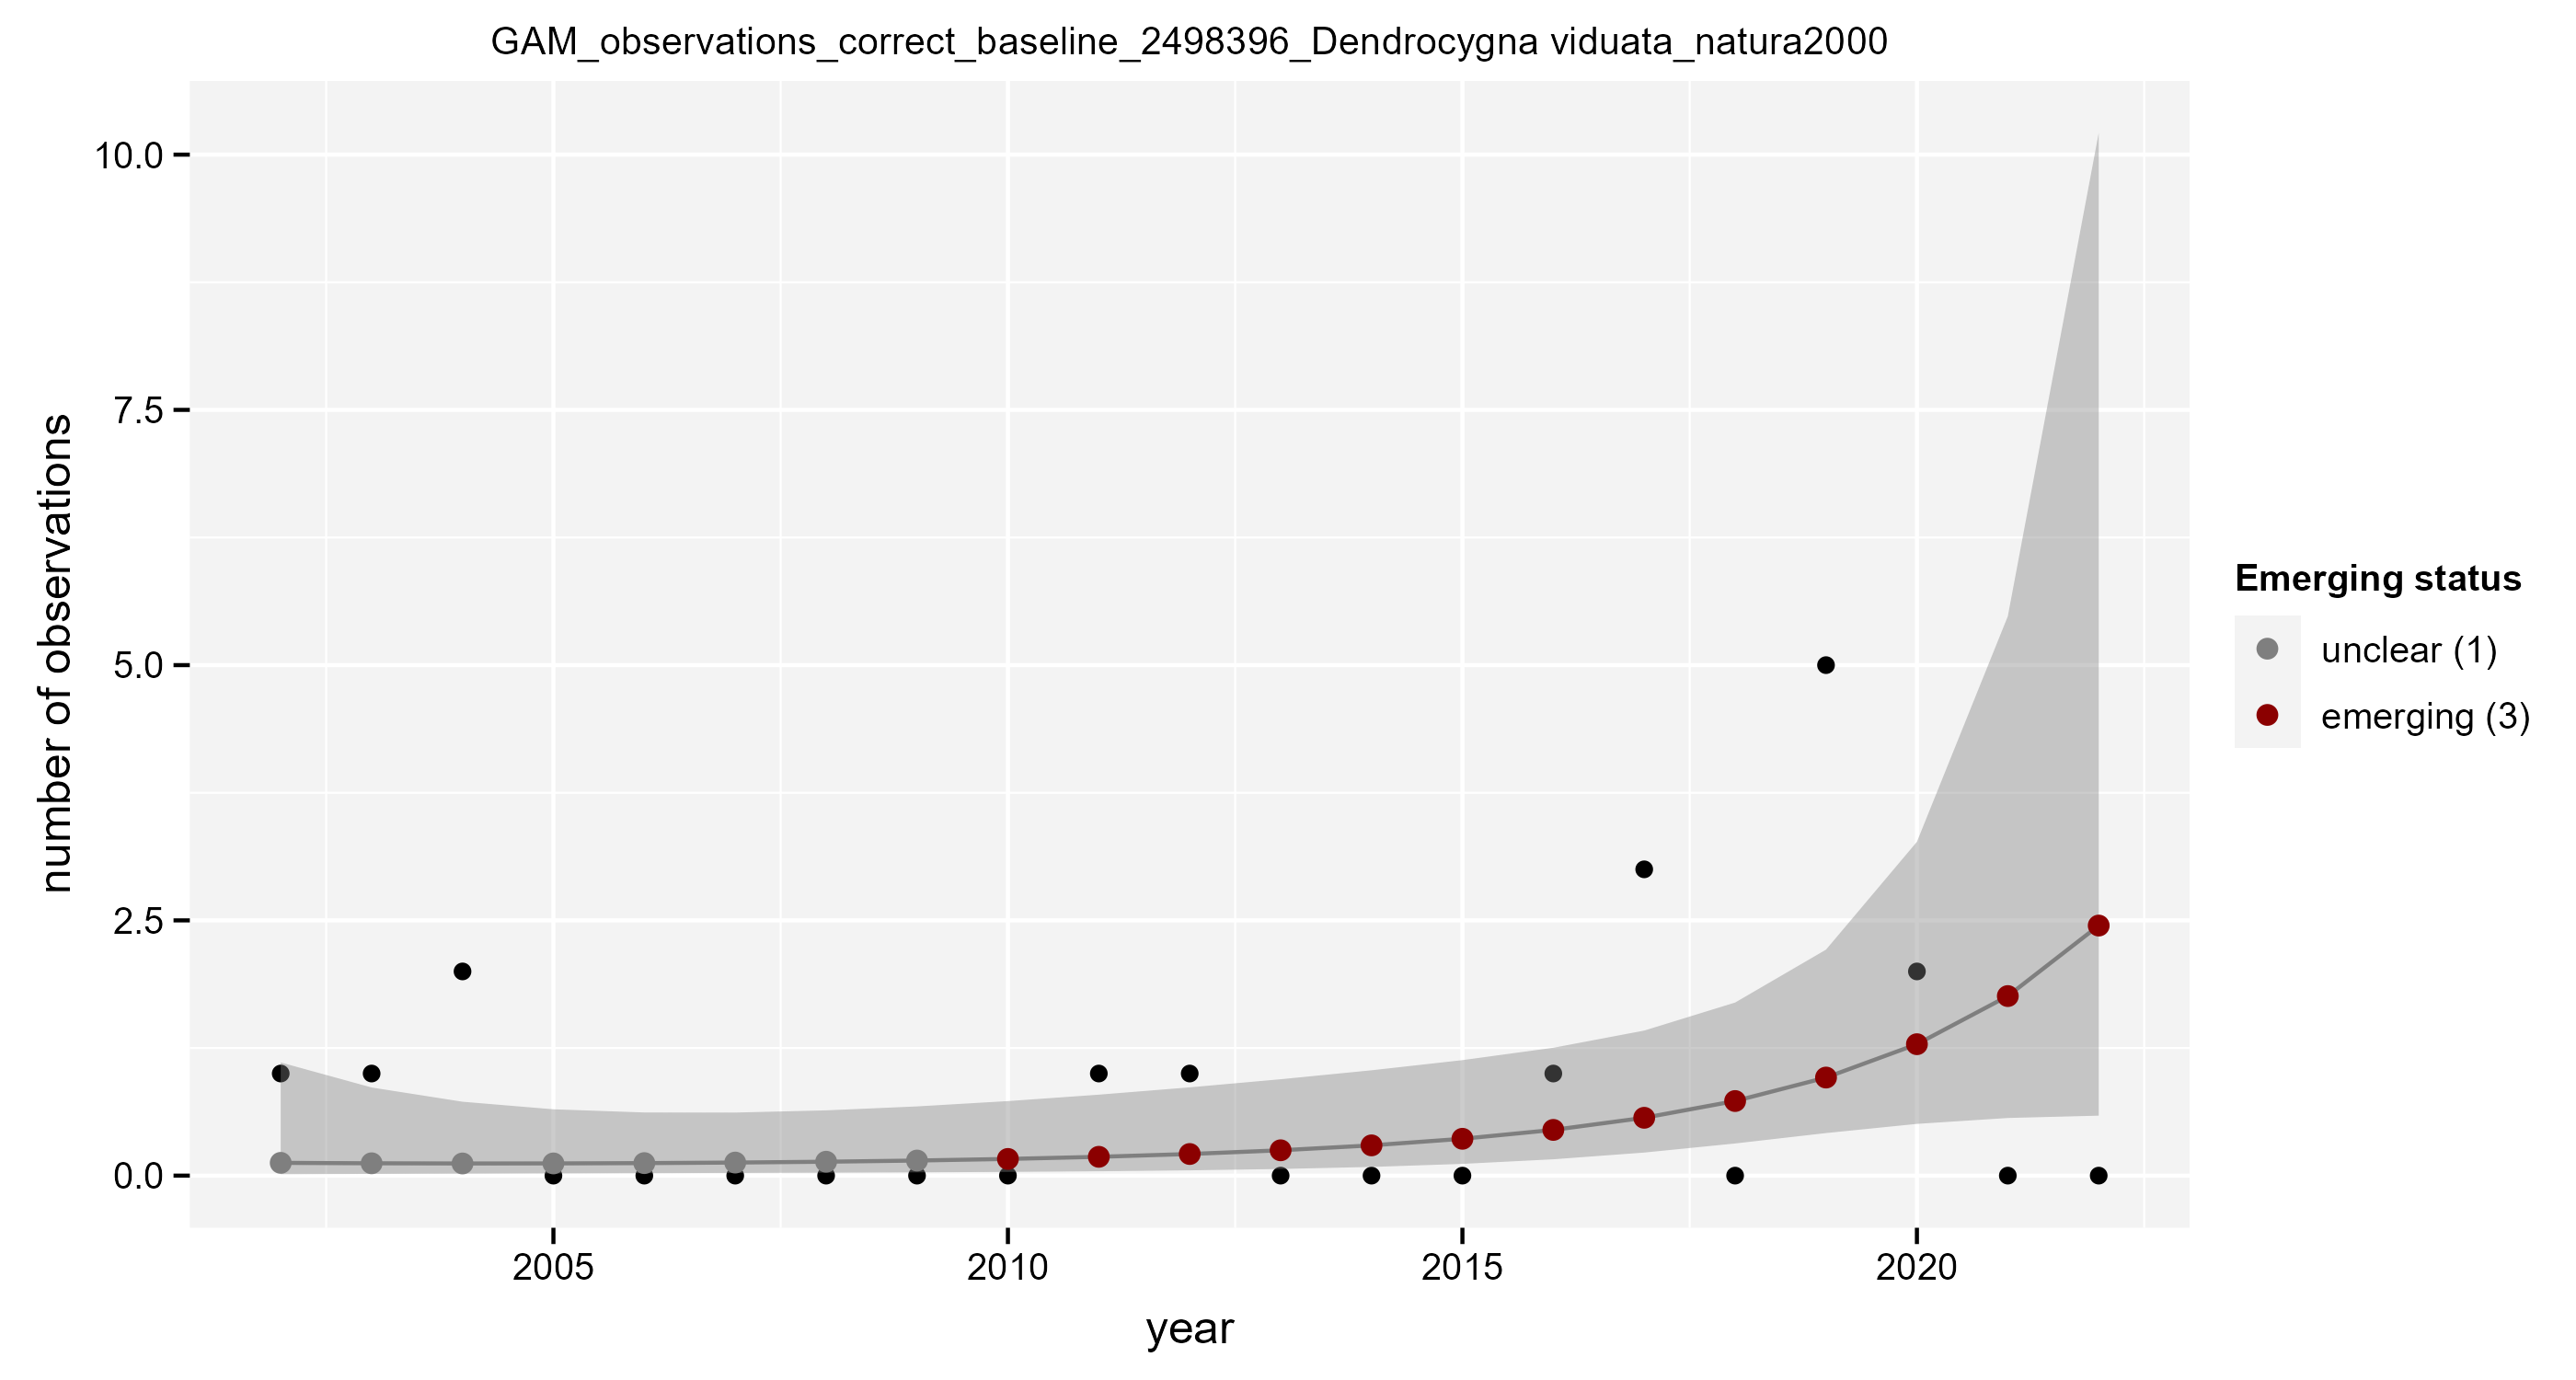 GAM_observations_correct_baseline_2498396_Dendrocygna viduata_natura2000
number of observations
10.0
7.5
5.0
2.5
0.0
2005 2010 2015 2020
year
Emerging status
unclear (1)
emerging (3)